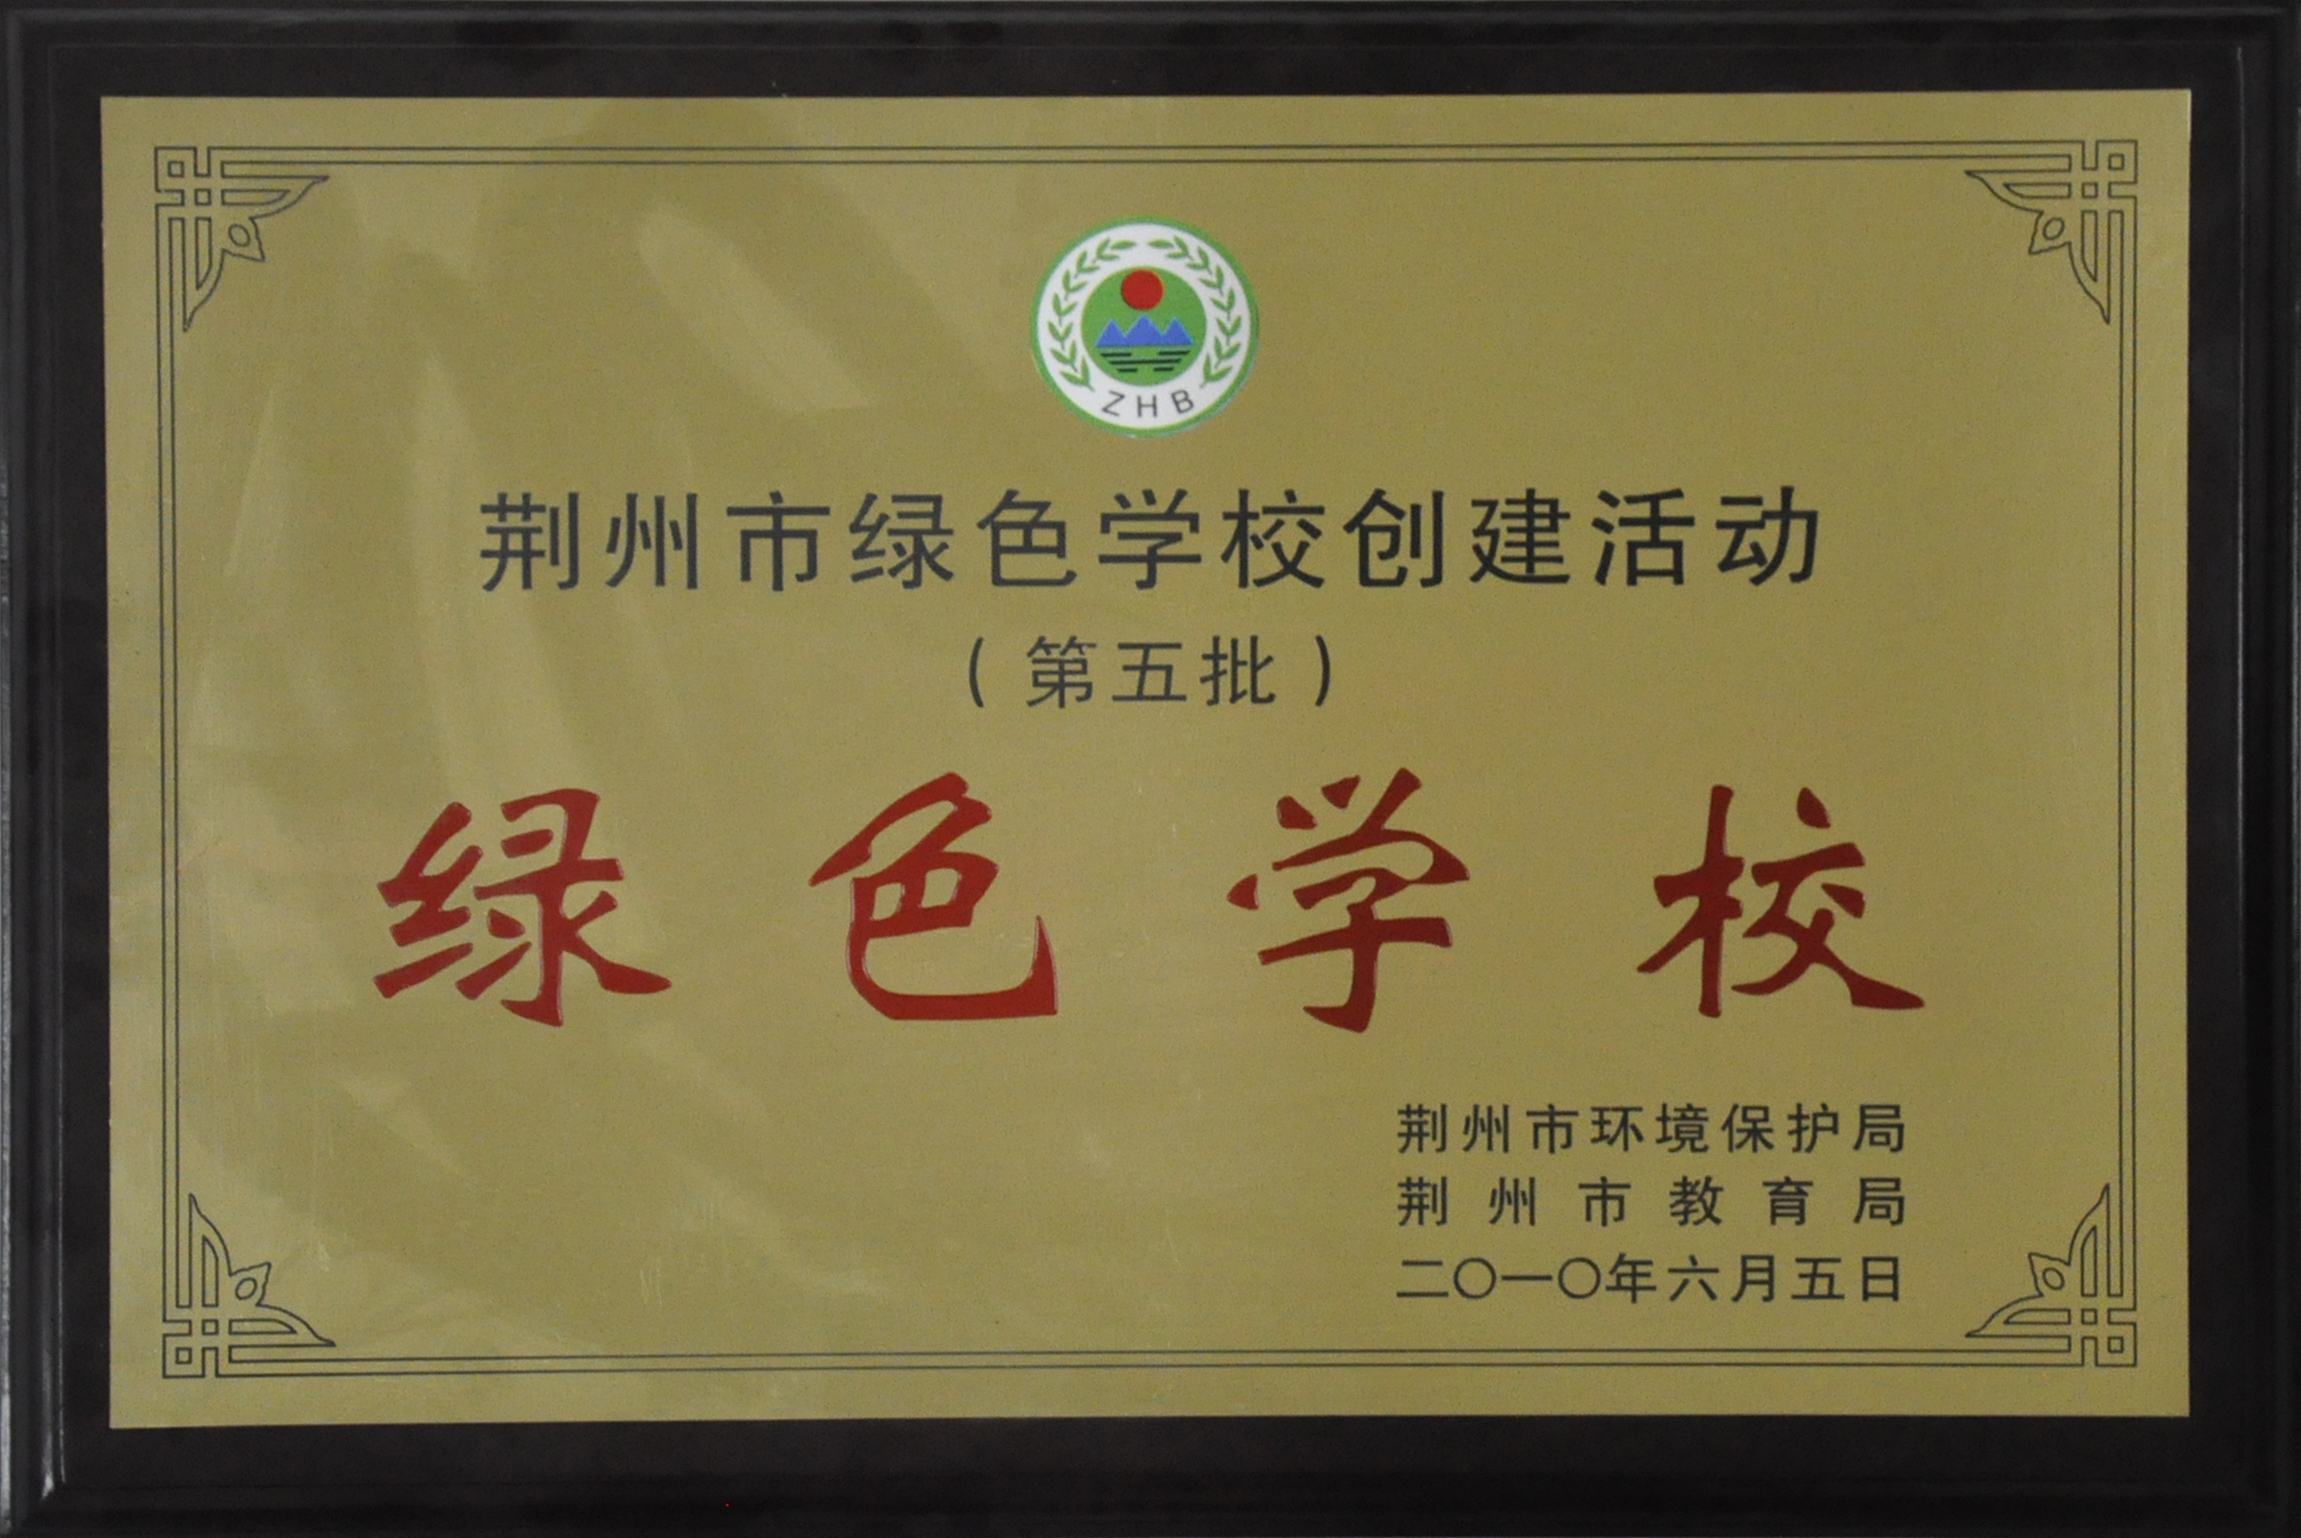 ZHB
荆州市绿色学校创建活动
（第五批）
绿色学校
荆州市环境保护局
荆州市教育局
二〇一〇年六月五日